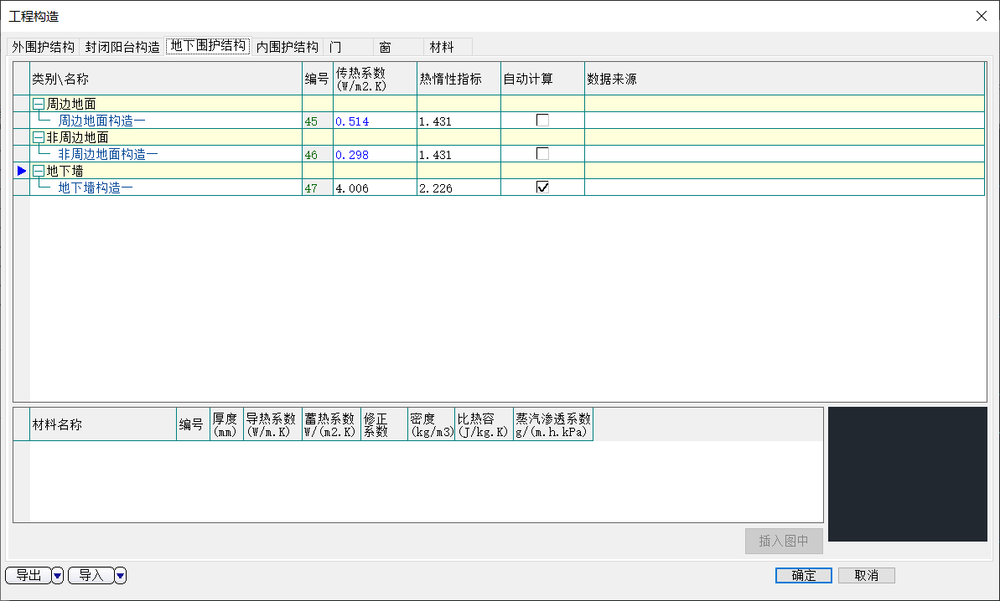 工程构造
外围护结构 封闭阳台构造 地下围护结构 内围护结构 门 窗 材料
类别\名称 编号 传热系数 (W/m2.K) 热惰性指标 自动计算 数据来源
周边地面
周边地面构造一 45 0.514 1.431
非周边地面
非周边地面构造一 46 0.298 1.431
地下墙
地下墙构造一 47 4.006 2.226
材料名称 编号 厚度 (mm) 导热系数 (W/m.K) 蓄热系数 W/(m2.K) 修正 系数 密度 (kg/m3) 比热容 (J/kg.K) 蒸汽渗透系数 g/(m.h.kPa)
插入图中
导出 导入 确定 取消